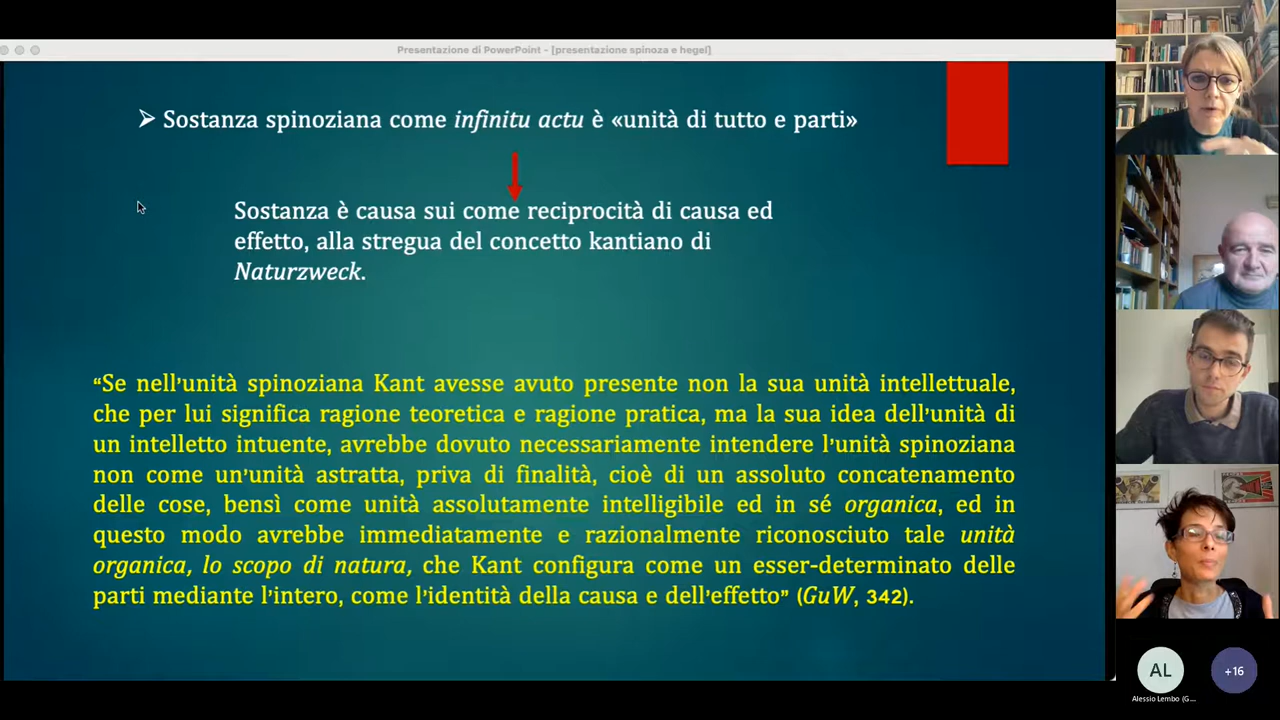 Presentazione di PowerPoint - [presentazione spinoza e hegel]
➢ Sostanza spinoziana come infinitu actu è «unità di tutto e parti»
Sostanza è causa sui come reciprocità di causa ed
effetto, alla stregua del concetto kantiano di
Naturzweck.
“Se nell’unità spinoziana Kant avesse avuto presente non la sua unità intellettuale,
che per lui significa ragione teoretica e ragione pratica, ma la sua idea dell’unità di
un intelletto intuente, avrebbe dovuto necessariamente intendere l’unità spinoziana
non come un’unità astratta, priva di finalità, cioè di un assoluto concatenamento
delle cose, bensì come unità assolutamente intelligibile ed in sé organica, ed in
questo modo avrebbe immediatamente e razionalmente riconosciuto tale unità
organica, lo scopo di natura, che Kant configura come un esser-determinato delle
parti mediante l’intero, come l’identità della causa e dell’effetto” (GuW, 342).
AL
+16
Alessio Lembo (G...